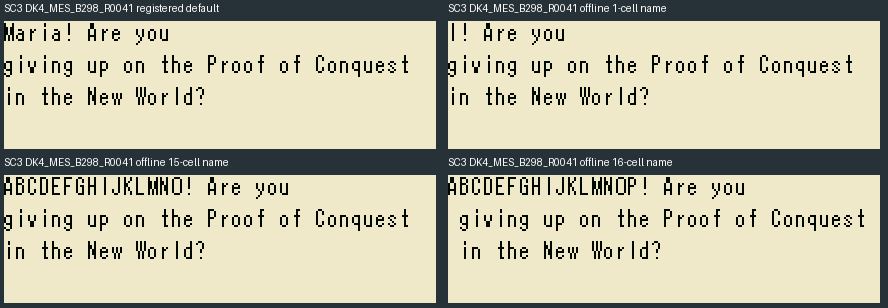 SC3 DK4_MES_B298_R0041 registered default
Maria! Are you
giving up on the Proof of Conquest
in the New World?
SC3 DK4_MES_B298_R0041 offline 1-cell name
I! Are you
giving up on the Proof of Conquest
in the New World?
SC3 DK4_MES_B298_R0041 offline 15-cell name
ABCDEFGHIJKLMNO! Are you
giving up on the Proof of Conquest
in the New World?
SC3 DK4_MES_B298_R0041 offline 16-cell name
ABCDEFGHIJKLMNOP! Are you
giving up on the Proof of Conquest
in the New World?